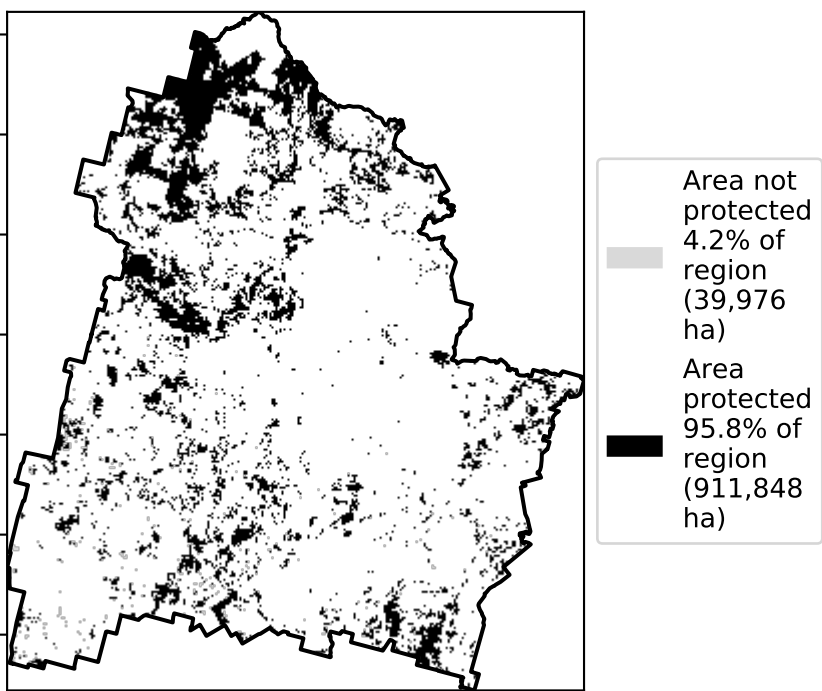 Area not
protected
4.2% of
region
(39,976
ha)
Area
protected
95.8% of
region
(911,848
ha)